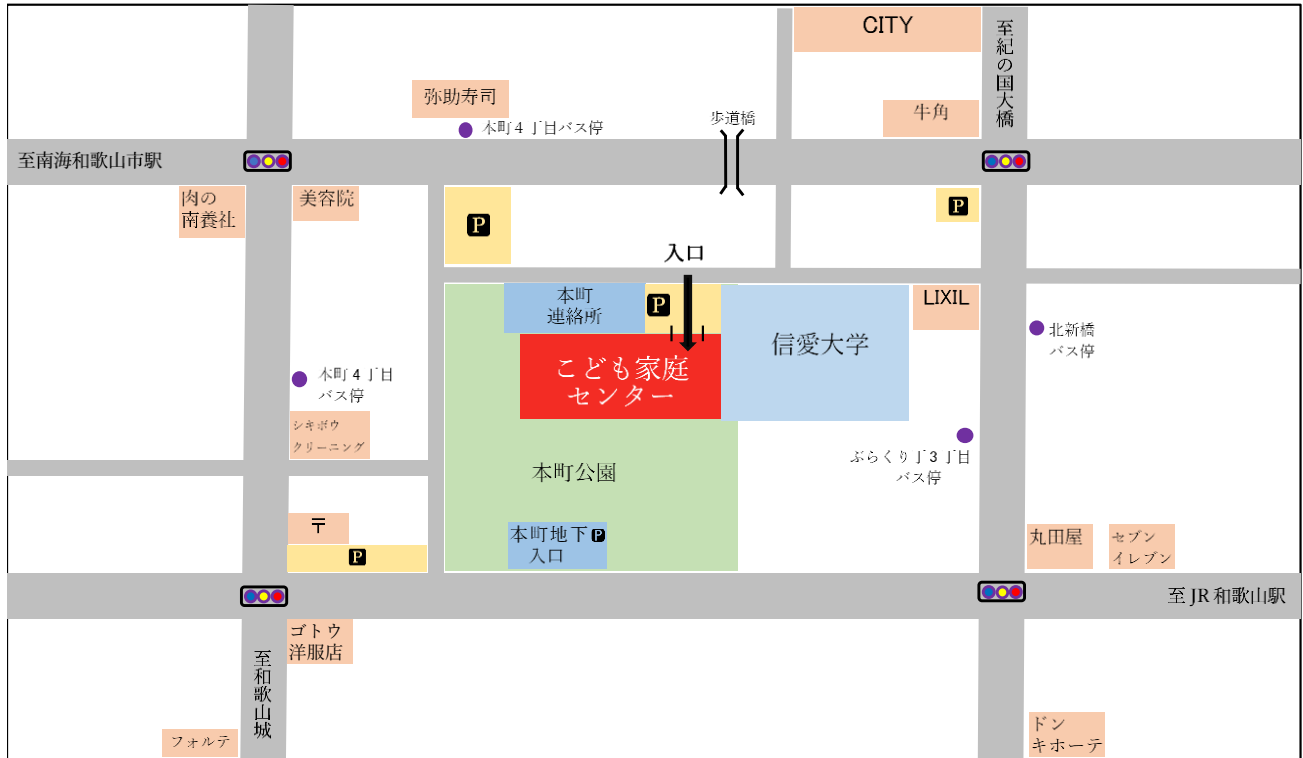 CITY
至紀の国大橋
弥助寿司
牛角
歩道橋
本町4丁目バス停
至南海和歌山市駅
肉の
南養社
美容院
P
P
入口
本町
連絡所
P
LIXIL
信愛大学
北新橋
バス停
こども家庭
センター
本町4丁目
バス停
シキボウ
クリーニング
ぶらくり丁3丁目
バス停
本町公園
〒
本町地下P
入口
丸田屋
セブン
イレブン
P
至JR和歌山駅
ゴトウ
洋服店
至和歌山城
フォルテ
ドン
キホーテ